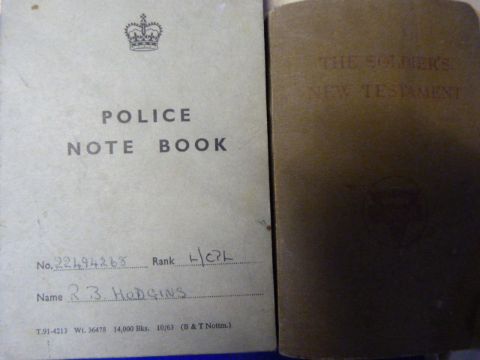 POLICE
NOTE BOOK
No. 22494268 Rank L/CPL
Name R B. HODGINS
T.91-4213 Wt. 36478 14,000 Bks. 10/63 (B & T Nottm.)
THE SOLDIER'S
NEW TESTAMENT